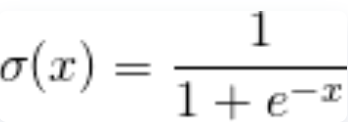 σ(x) = 1 / (1 + e^{-x})